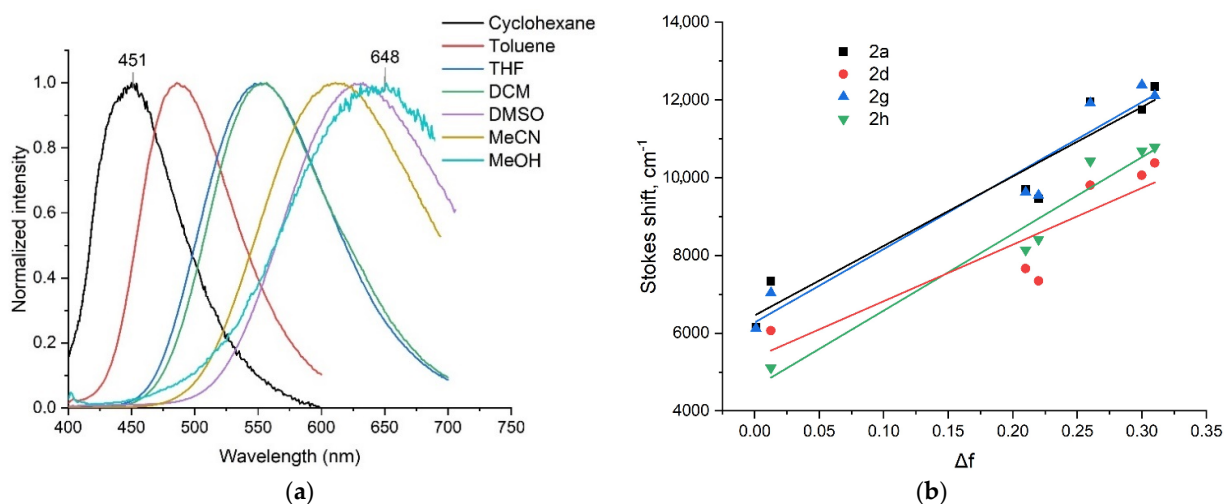 451
648
Cyclohexane
Toluene
THF
DCM
DMSO
MeCN
MeOH
1.0
0.8
0.6
0.4
0.2
0.0
Normalized intensity
400 450 500 550 600 650 700 750
Wavelength (nm)
(a)
2a
2d
2g
2h
14,000
12,000
10,000
8000
6000
4000
Stokes shift, cm-1
0.00 0.05 0.10 0.15 0.20 0.25 0.30 0.35
Δf
(b)